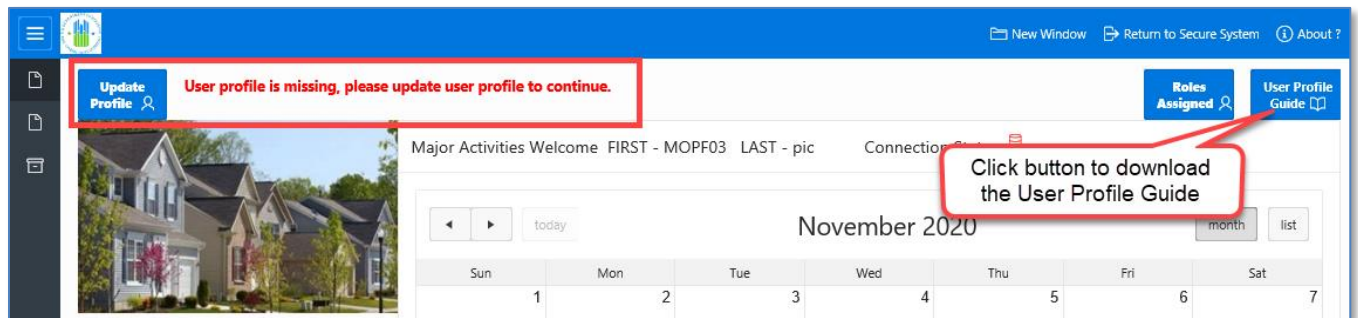 New Window
Return to Secure System
About ?
Update
Profile
User profile is missing, please update user profile to continue.
Roles
Assigned
User Profile
Guide
Major Activities Welcome FIRST - MOPF03 LAST - pic
Connection
Click button to download
the User Profile Guide
today
November 2020
month
list
Sun Mon Tue Wed Thu Fri Sat
1 2 3 4 5 6 7